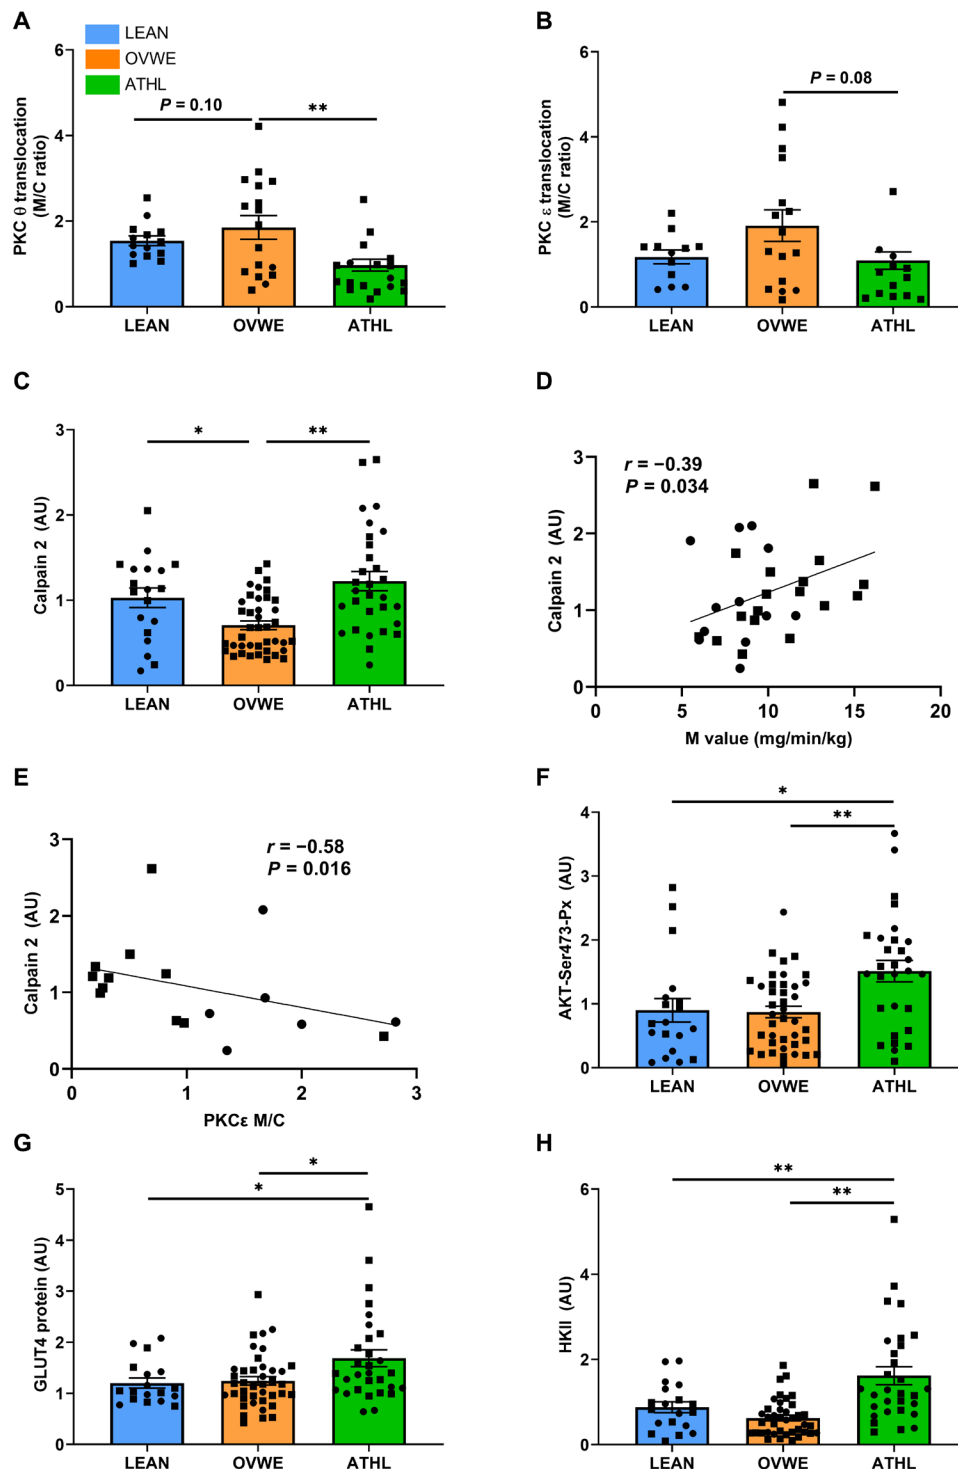 A
LEAN
OVWE
ATHL
PKC θ translocation
(M/C ratio)
6
4
2
0
P = 0.10
**
LEAN
OVWE
ATHL
B
PKC ε translocation
(M/C ratio)
6
4
2
0
P = 0.08
LEAN
OVWE
ATHL
C
Calpain 2 (AU)
3
2
1
0
*
**
LEAN
OVWE
ATHL
D
Calpain 2 (AU)
3
2
1
0
r = −0.39
P = 0.034
0
5
10
15
20
M value (mg/min/kg)
E
Calpain 2 (AU)
3
2
1
0
r = −0.58
P = 0.016
0
1
2
3
PKCε M/C
F
AKT-Ser473-Px (AU)
4
3
2
1
0
*
**
LEAN
OVWE
ATHL
G
GLUT4 protein (AU)
5
4
3
2
1
0
*
*
LEAN
OVWE
ATHL
H
HKII (AU)
6
4
2
0
**
**
LEAN
OVWE
ATHL